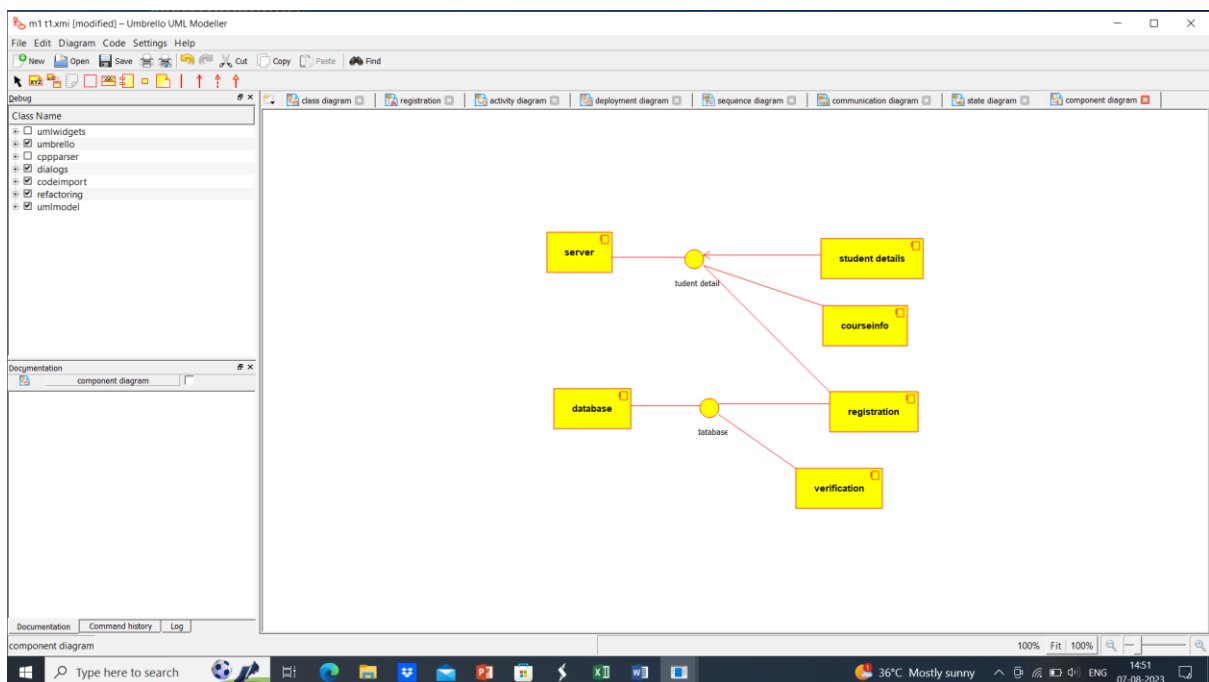 m1 t1.xmi [modified] – Umbrello UML Modeller
File Edit Diagram Code Settings Help
New Open Save Cut Copy Paste Find
Debug
class diagram registration activity diagram deployment diagram sequence diagram communication diagram state diagram component diagram
Class Name
umlwidgets
umbrello
cppparser
dialogs
codeimport
refactoring
umlmodel
server
student details
tudent detail
courseinfo
Documentation
component diagram
database
registration
database
verification
Documentation Command history Log
component diagram
100% Fit 100%
Type here to search
36°C Mostly sunny
ENG
14:51
07-08-2023